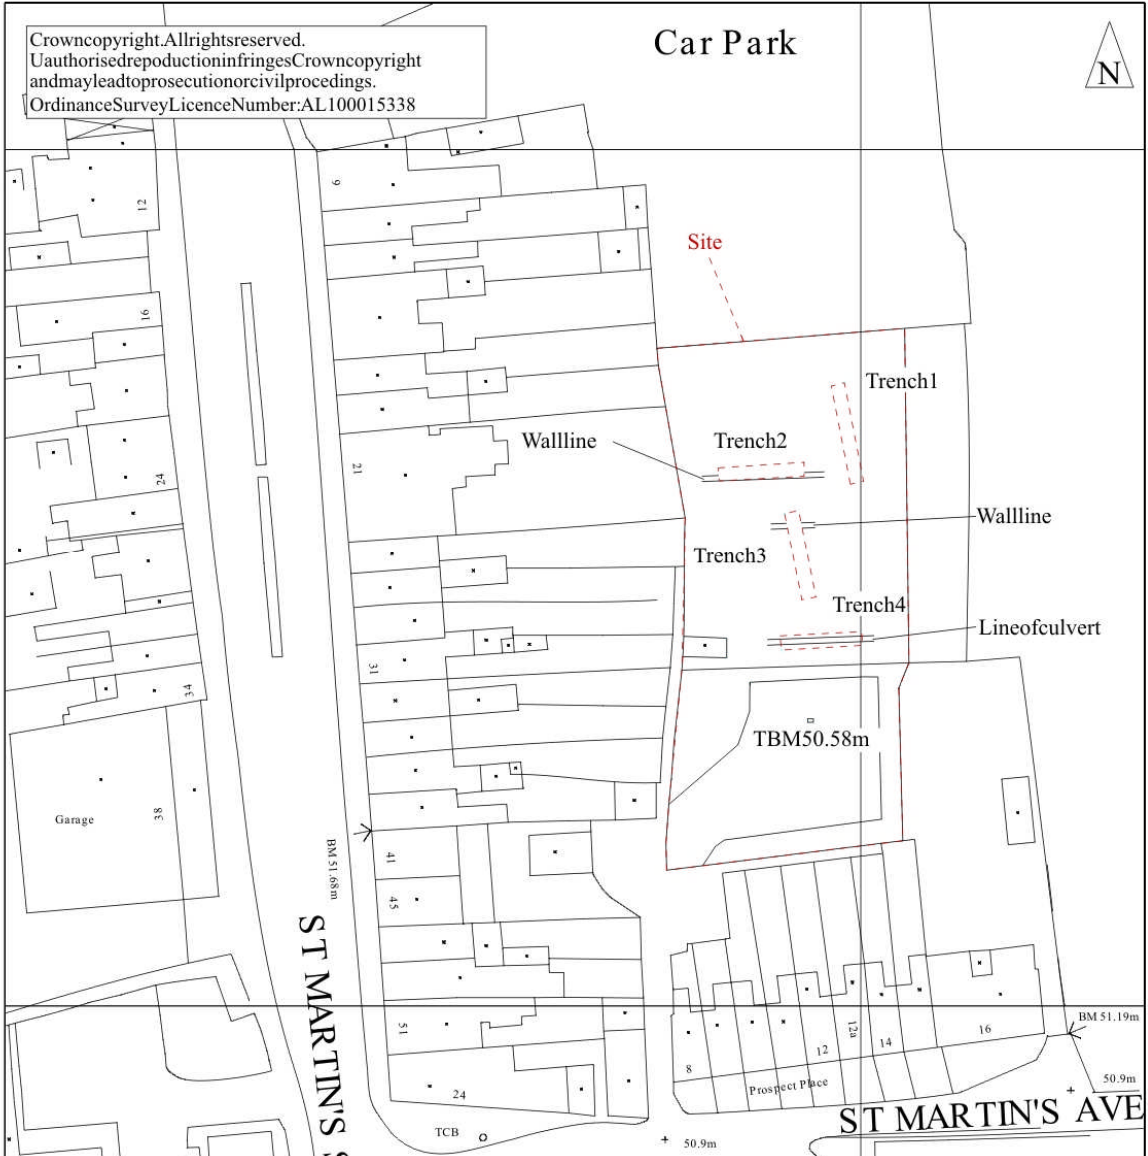 Crowncopyright.Allrightsreserved.
UauthorisedrepoductioninfringesCrowncopyright
andmayleadtoprosecutionorcivilprocedings.
OrdinanceSurveyLicenceNumber:AL100015338
Car Park
N
9
12
Site
16
Trench1
Wallline
Trench2
21
24
Wallline
Trench3
Trench4
Lineofculvert
31
34
TBM50.58m
Garage
38
BM 51.68m
41
45
ST MARTIN'S S
51
24
TCB
50.9m
8
12
12a
14
16
Prospect Place
BM 51.19m
50.9m
ST MARTIN'S AVE